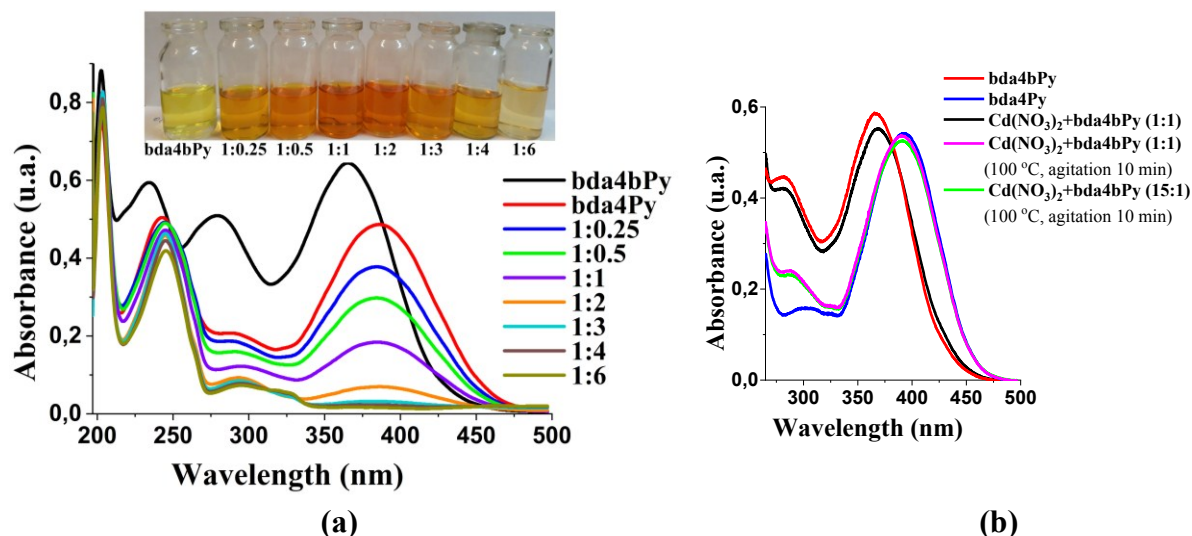 bda4bPy 1:0.25 1:0.5 1:1 1:2 1:3 1:4 1:6
Absorbance (u.a.)
0,8
0,6
0,4
0,2
0,0
200 250 300 350 400 450 500
Wavelength (nm)
bda4bPy
bda4Py
1:0.25
1:0.5
1:1
1:2
1:3
1:4
1:6
(a)
Absorbance (u.a.)
0,6
0,4
0,2
0,0
300 350 400 450 500
Wavelength (nm)
bda4bPy
bda4Py
Cd(NO₃)₂+bda4bPy (1:1)
Cd(NO₃)₂+bda4bPy (1:1)
(100 °C, agitation 10 min)
Cd(NO₃)₂+bda4bPy (15:1)
(100 °C, agitation 10 min)
(b)